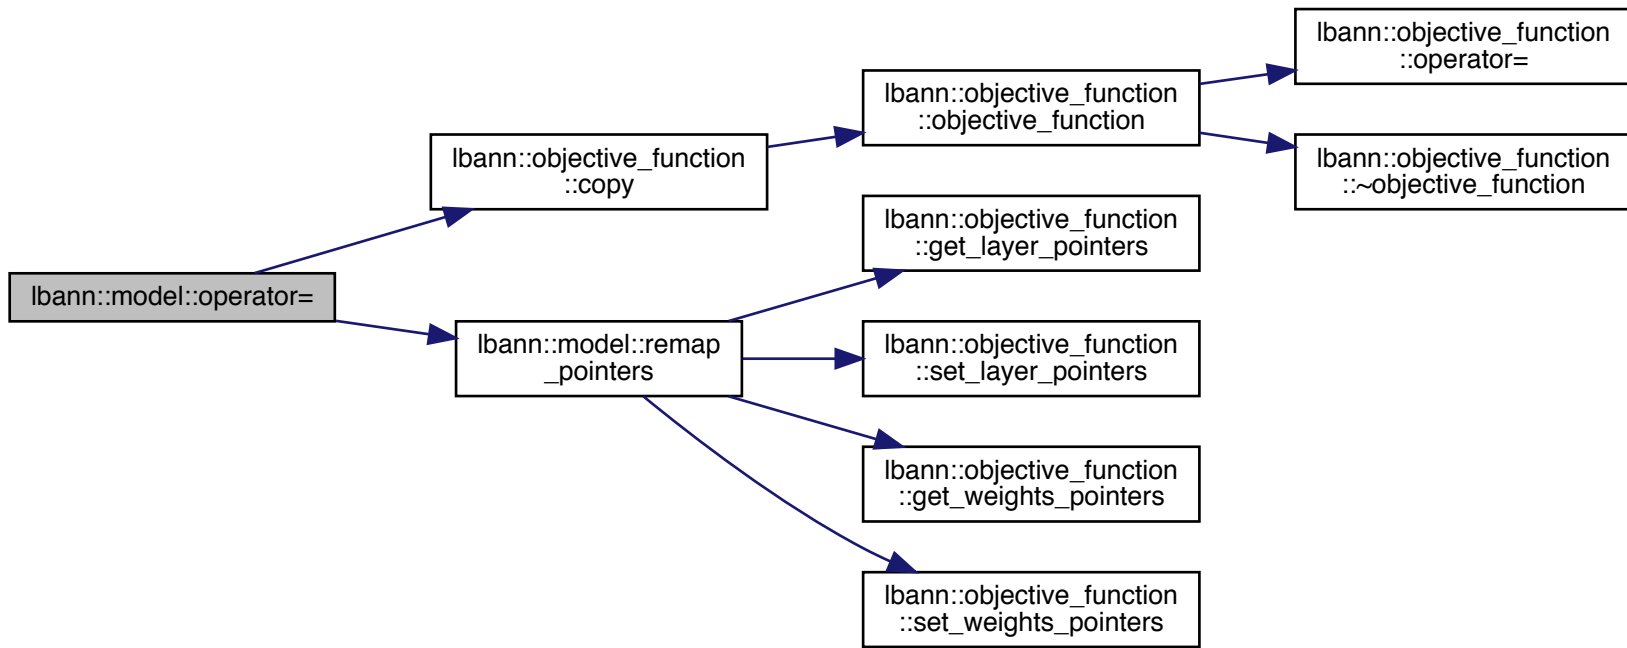 lbann::objective_function
::operator=
lbann::objective_function
::objective_function
lbann::objective_function
::copy
lbann::objective_function
::~objective_function
lbann::objective_function
::get_layer_pointers
lbann::model::operator=
lbann::model::remap
_pointers
lbann::objective_function
::set_layer_pointers
lbann::objective_function
::get_weights_pointers
lbann::objective_function
::set_weights_pointers